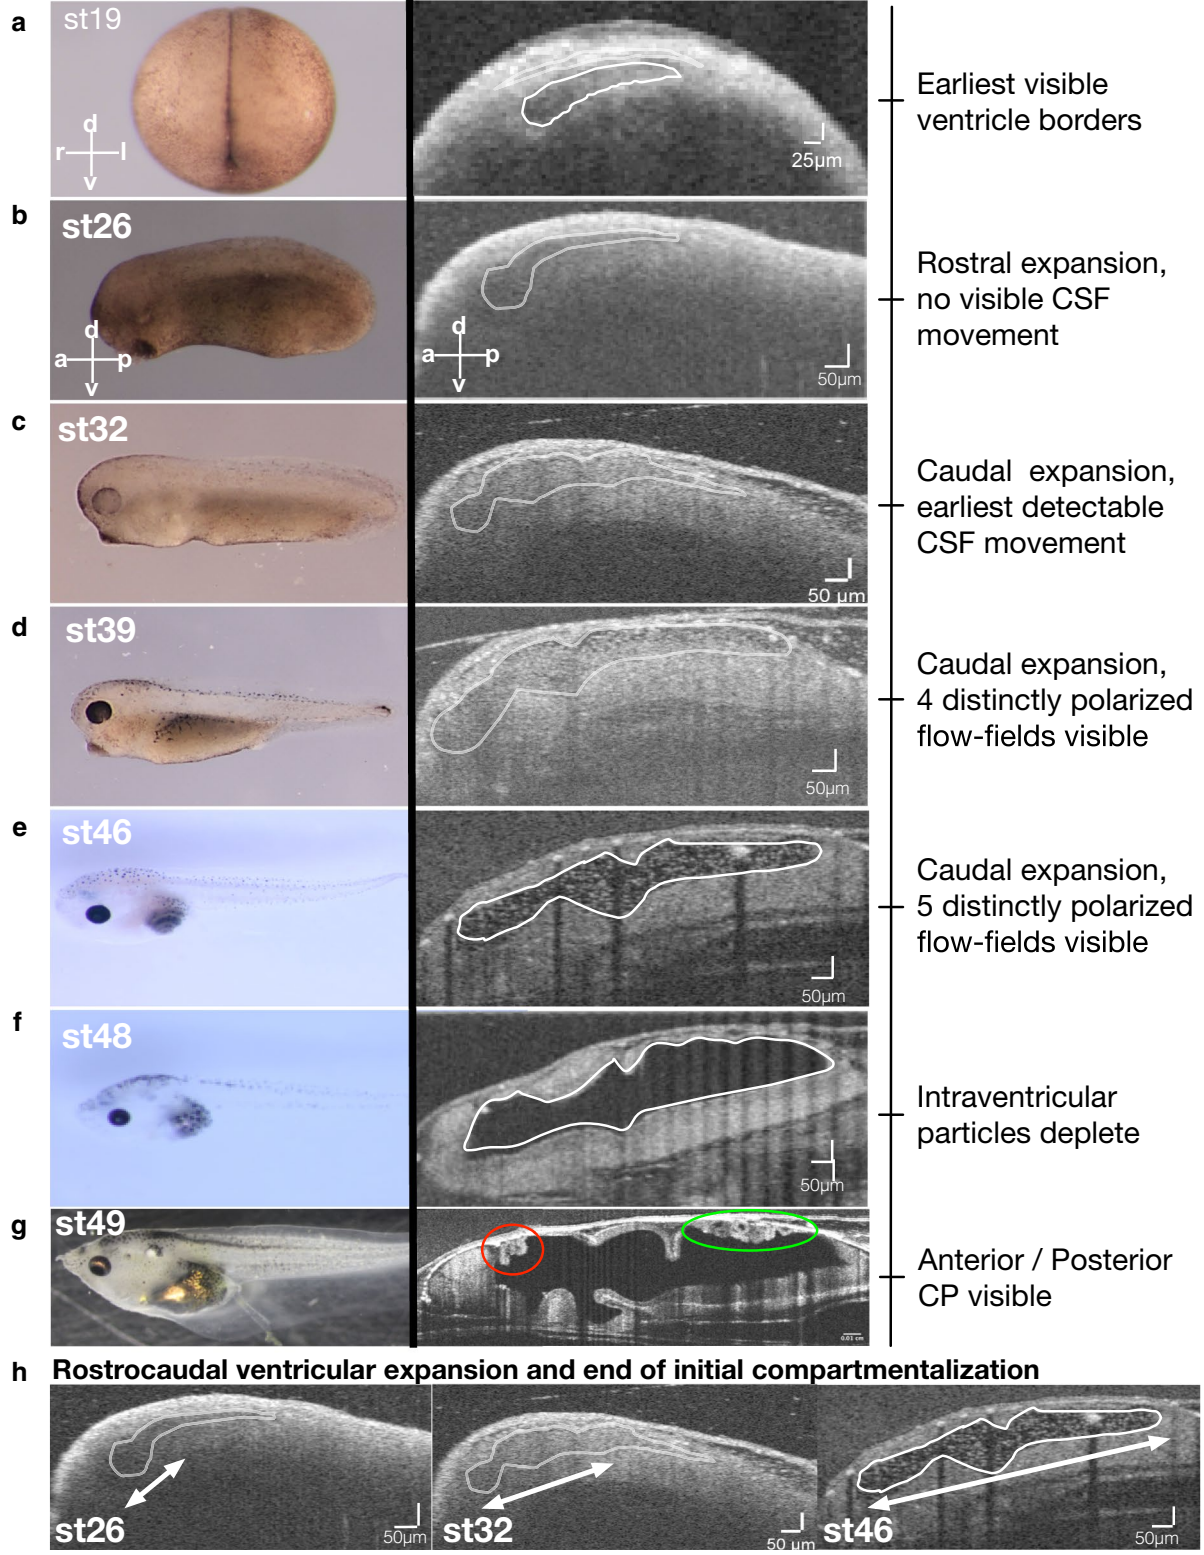 a
st19
d
r
l
v
25µm
Earliest visible
ventricle borders
b
st26
d
a
p
v
d
a
p
v
50µm
Rostral expansion,
no visible CSF
movement
c
st32
50 µm
Caudal expansion,
earliest detectable
CSF movement
d
st39
50µm
Caudal expansion,
4 distinctly polarized
flow-fields visible
e
st46
50µm
Caudal expansion,
5 distinctly polarized
flow-fields visible
f
st48
50µm
Intraventricular
particles deplete
g
st49
0.01 cm
Anterior / Posterior
CP visible
h Rostrocaudal ventricular expansion and end of initial compartmentalization
st26
50µm
st32
50 µm
st46
50µm